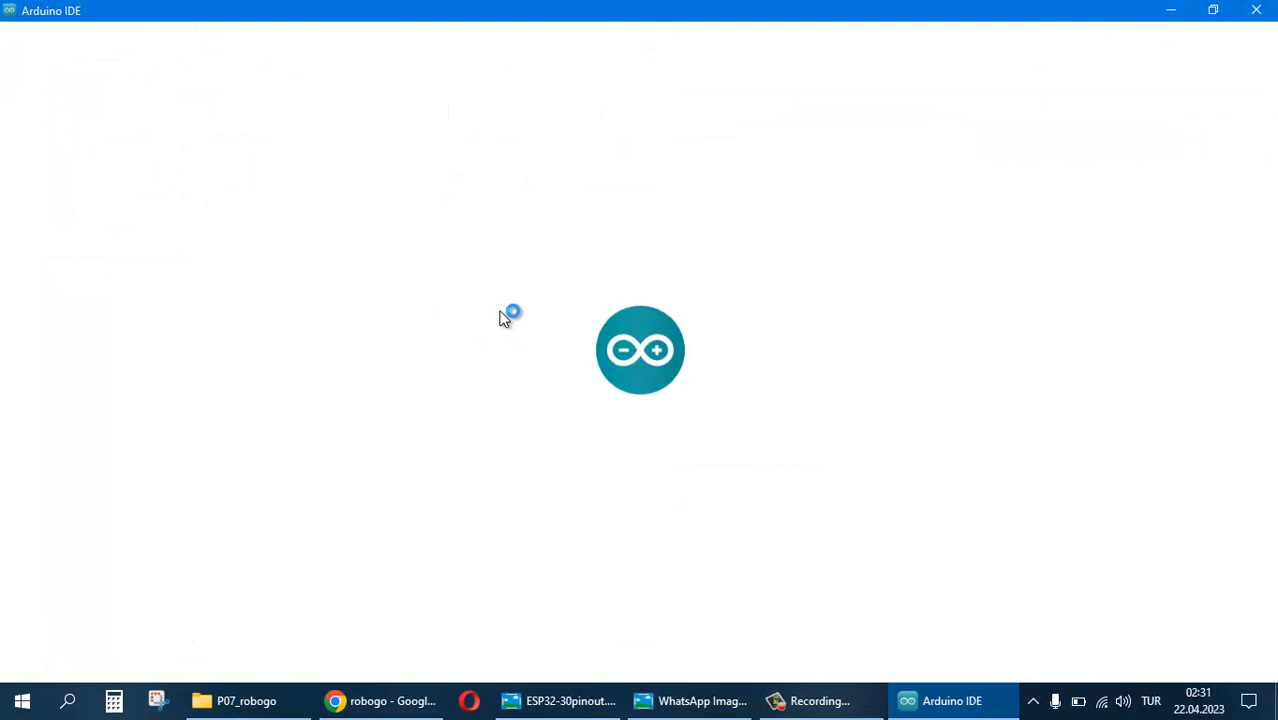 Arduino IDE
P07_robogo
robogo - Googl...
ESP32-30pinout....
WhatsApp Imag...
Recording...
Arduino IDE
TUR
02:31
22.04.2023